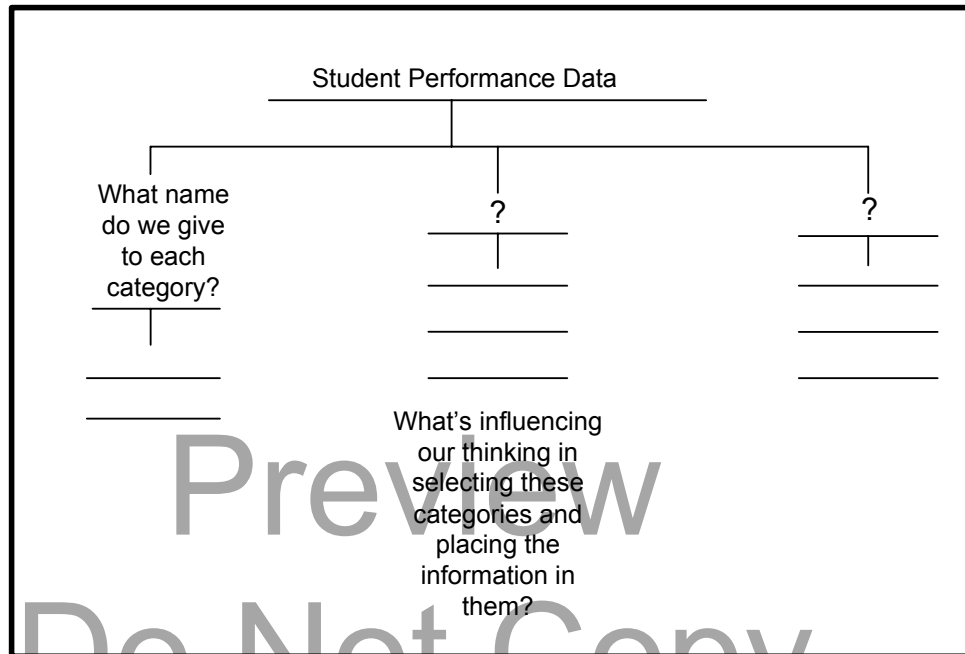 Student Performance Data
What name
do we give
to each
category?
?
?
What's influencing
our thinking in
selecting these
categories and
placing the
information in
them?
Preview
Do Not Copy